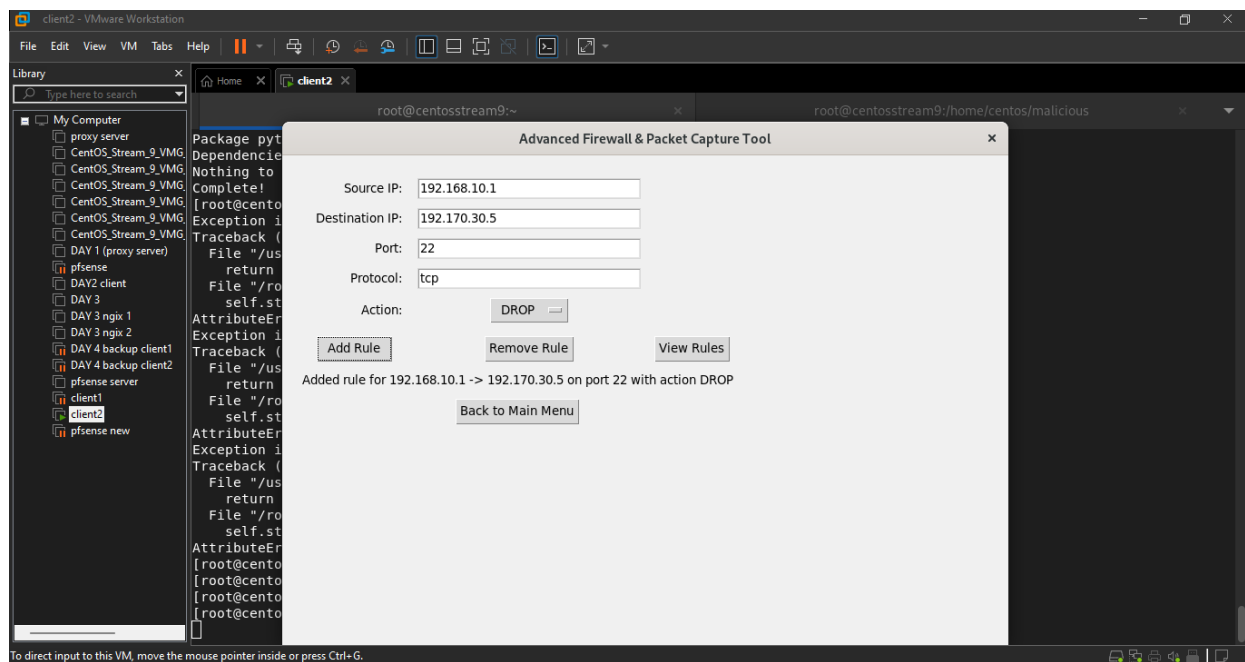 client2 - VMware Workstation
File Edit View VM Tabs Help
Library
Type here to search
My Computer
proxy server
CentOS_Stream_9_VMG_
CentOS_Stream_9_VMG_
CentOS_Stream_9_VMG_
CentOS_Stream_9_VMG_
CentOS_Stream_9_VMG_
CentOS_Stream_9_VMG_
DAY 1 (proxy server)
pfsense
DAY2 client
DAY 3
DAY 3 ngix 1
DAY 3 ngix 2
DAY 4 backup client1
DAY 4 backup client2
pfsense server
client1
client2
pfsense new
Home
client2
root@centosstream9:~
root@centosstream9:/home/centos/malicious
Package pyt
Dependencie
Nothing to
Complete!
[root@cento
Exception i
Traceback (
File "/us
return
File "/ro
self.st
AttributeEr
Exception i
Traceback (
File "/us
return
File "/ro
self.st
AttributeEr
Exception i
Traceback (
File "/us
return
File "/ro
self.st
AttributeEr
[root@cento
[root@cento
[root@cento
[root@cento
Advanced Firewall & Packet Capture Tool
Source IP: 192.168.10.1
Destination IP: 192.170.30.5
Port: 22
Protocol: tcp
Action: DROP
Add Rule Remove Rule View Rules
Added rule for 192.168.10.1 -> 192.170.30.5 on port 22 with action DROP
Back to Main Menu
To direct input to this VM, move the mouse pointer inside or press Ctrl+G.